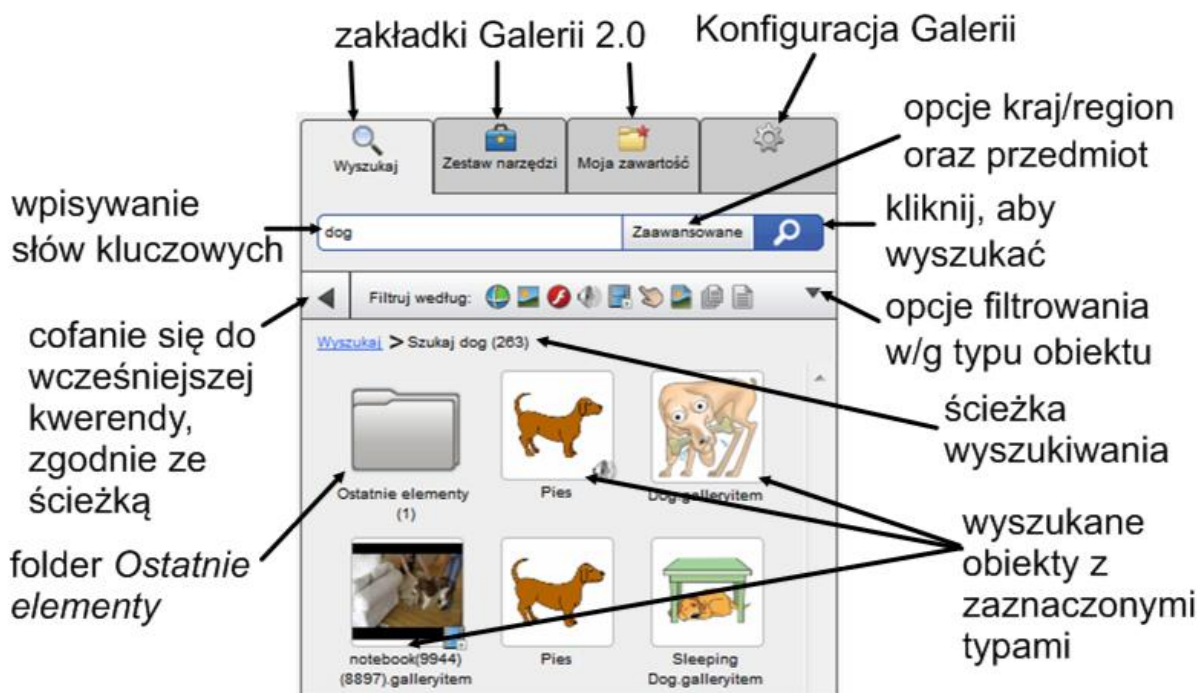 zakładki Galerii 2.0
Konfiguracja Galerii
opcje kraj/region
oraz przedmiot
Wyszukaj
Zestaw narzędzi
Moja zawartość
wpisywanie
słów kluczowych
dog
Zaawansowane
kliknij, aby
wyszukać
Filtruj według:
opcje filtrowania
w/g typu obiektu
cofanie się do
wcześniejszej
kwerendy,
zgodnie ze
ścieżką
Wyszukaj > Szukaj dog (263)
ścieżka
wyszukiwania
Ostatnie elementy
(1)
Pies
Dog.galleryitem
wyszukane
obiekty z
zaznaczonymi
typami
folder Ostatnie
elementy
notebook(9944)
(8897).galleryitem
Pies
Sleeping
Dog.galleryitem